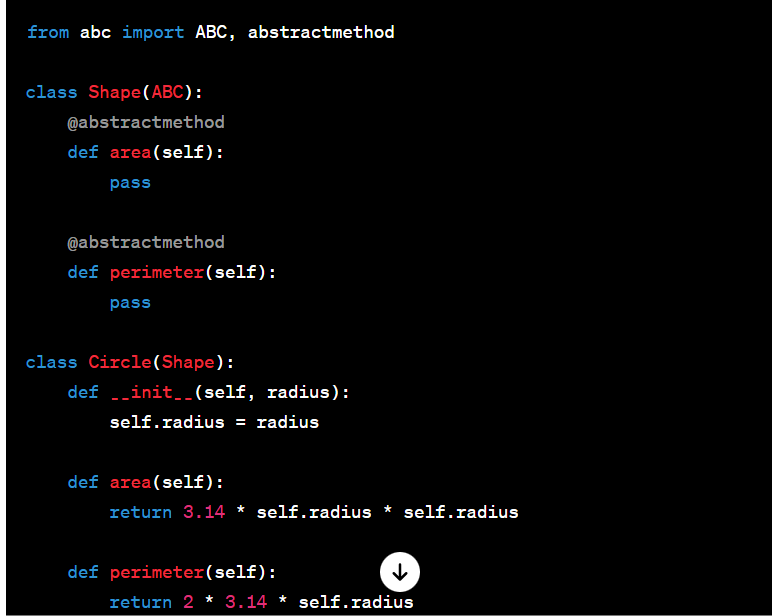 from abc import ABC, abstractmethod
class Shape(ABC):
    @abstractmethod
    def area(self):
        pass
    @abstractmethod
    def perimeter(self):
        pass
class Circle(Shape):
    def __init__(self, radius):
        self.radius = radius
    def area(self):
        return 3.14 * self.radius * self.radius
    def perimeter(self):
        return 2 * 3.14 * self.radius